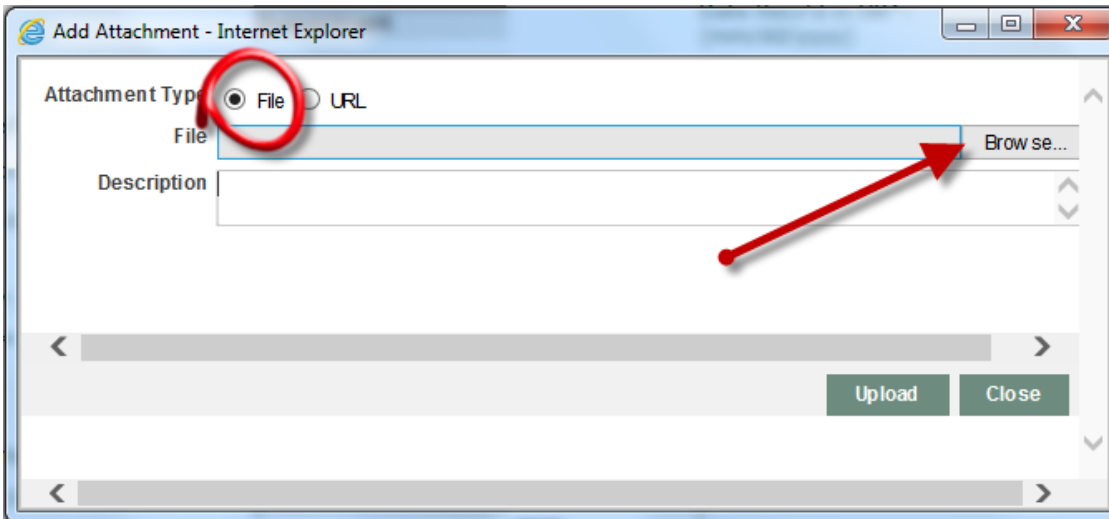 Add Attachment - Internet Explorer
Attachment Type File URL
File Browse...
Description
Upload Close